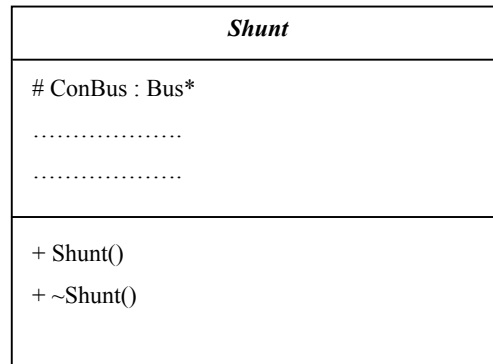 Shunt
# ConBus : Bus*
………………..
………………..
+ Shunt()
+ ~Shunt()